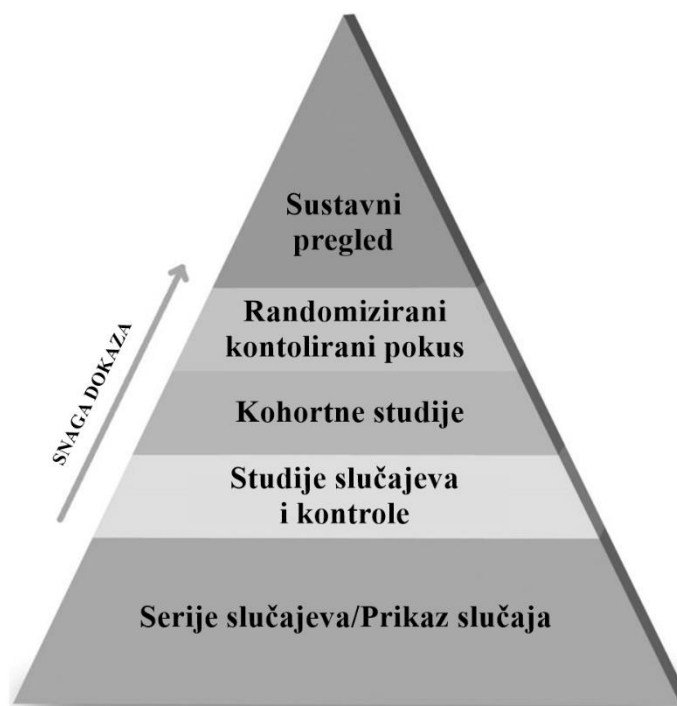 Sustavni
pregled
Randomizirani
kontolirani pokus
Kohortne studije
Studije slučajeva
i kontrole
Serije slučajeva/Prikaz slučaja
SNAGA DOKAZA